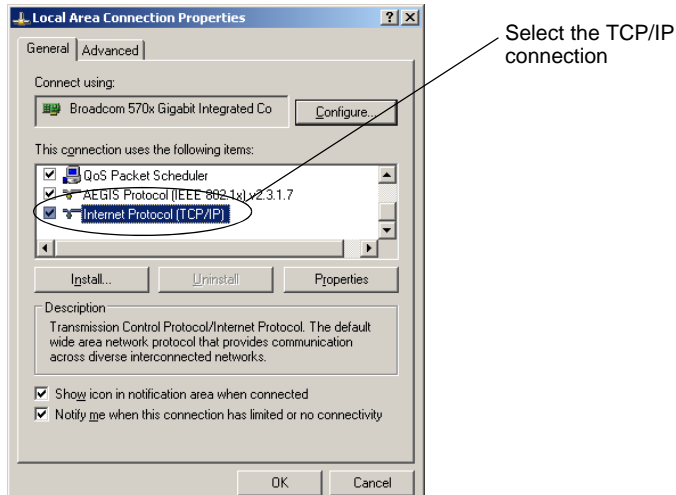 Local Area Connection Properties
General Advanced
Connect using:
Broadcom 570x Gigabit Integrated Co
Configure...
This connection uses the following items:
QoS Packet Scheduler
AEGIS Protocol (IEEE 802.1x) v2.3.1.7
Internet Protocol (TCP/IP)
Install... Uninstall Properties
Description
Transmission Control Protocol/Internet Protocol. The default
wide area network protocol that provides communication
across diverse interconnected networks.
Show icon in notification area when connected
Notify me when this connection has limited or no connectivity
OK Cancel
Select the TCP/IP
connection